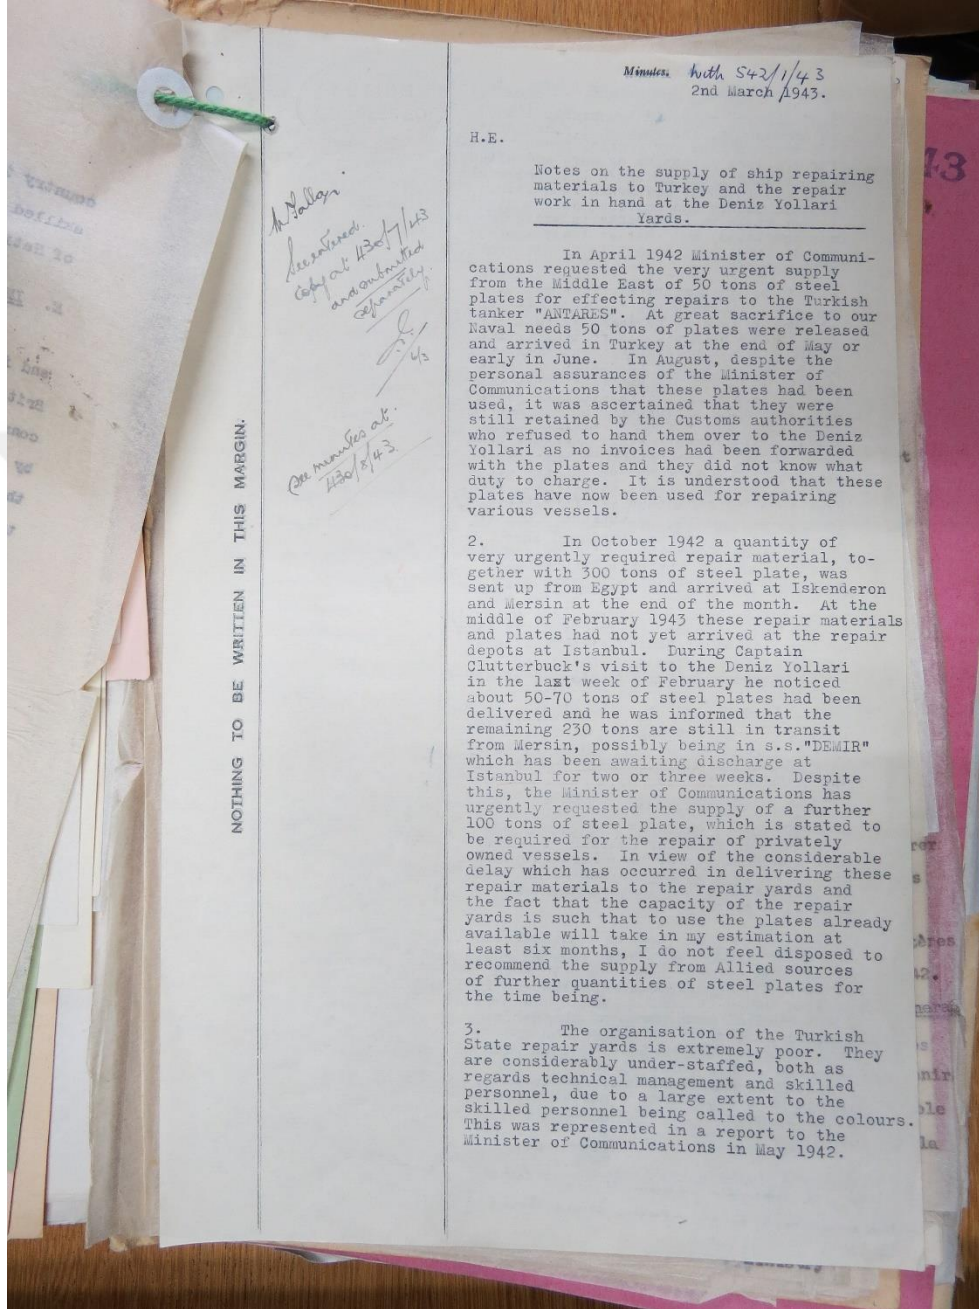 Minutes. with 542/1/43
2nd March 1943.
H.E.
Notes on the supply of ship repairing
materials to Turkey and the repair
work in hand at the Deniz Yollari
Yards.
In April 1942 Minister of Communi-
cations requested the very urgent supply
from the Middle East of 50 tons of steel
plates for effecting repairs to the Turkish
tanker "ANTARES". At great sacrifice to our
Naval needs 50 tons of plates were released
and arrived in Turkey at the end of May or
early in June. In August, despite the
personal assurances of the Minister of
Communications that these plates had been
used, it was ascertained that they were
still retained by the Customs authorities
who refused to hand them over to the Deniz
Yollari as no invoices had been forwarded
with the plates and they did not know what
duty to charge. It is understood that these
plates have now been used for repairing
various vessels.
2. In October 1942 a quantity of
very urgently required repair material, to-
gether with 300 tons of steel plate, was
sent up from Egypt and arrived at Iskenderon
and Mersin at the end of the month. At the
middle of February 1943 these repair materials
and plates had not yet arrived at the repair
depots at Istanbul. During Captain
Clutterbuck's visit to the Deniz Yollari
in the last week of February he noticed
about 50-70 tons of steel plates had been
delivered and he was informed that the
remaining 230 tons are still in transit
from Mersin, possibly being in s.s."DEMIR"
which has been awaiting discharge at
Istanbul for two or three weeks. Despite
this, the Minister of Communications has
urgently requested the supply of a further
100 tons of steel plate, which is stated to
be required for the repair of privately
owned vessels. In view of the considerable
delay which has occurred in delivering these
repair materials to the repair yards and
the fact that the capacity of the repair
yards is such that to use the plates already
available will take in my estimation at
least six months, I do not feel disposed to
recommend the supply from Allied sources
of further quantities of steel plates for
the time being.
3. The organisation of the Turkish
State repair yards is extremely poor. They
are considerably under-staffed, both as
regards technical management and skilled
personnel, due to a large extent to the
skilled personnel being called to the colours.
This was represented in a report to the
Minister of Communications in May 1942.
NOTHING TO BE WRITTEN IN THIS MARGIN.
copy at 430/7/43
and submitted
separately.
4/3
See minutes at
430/8/43
43